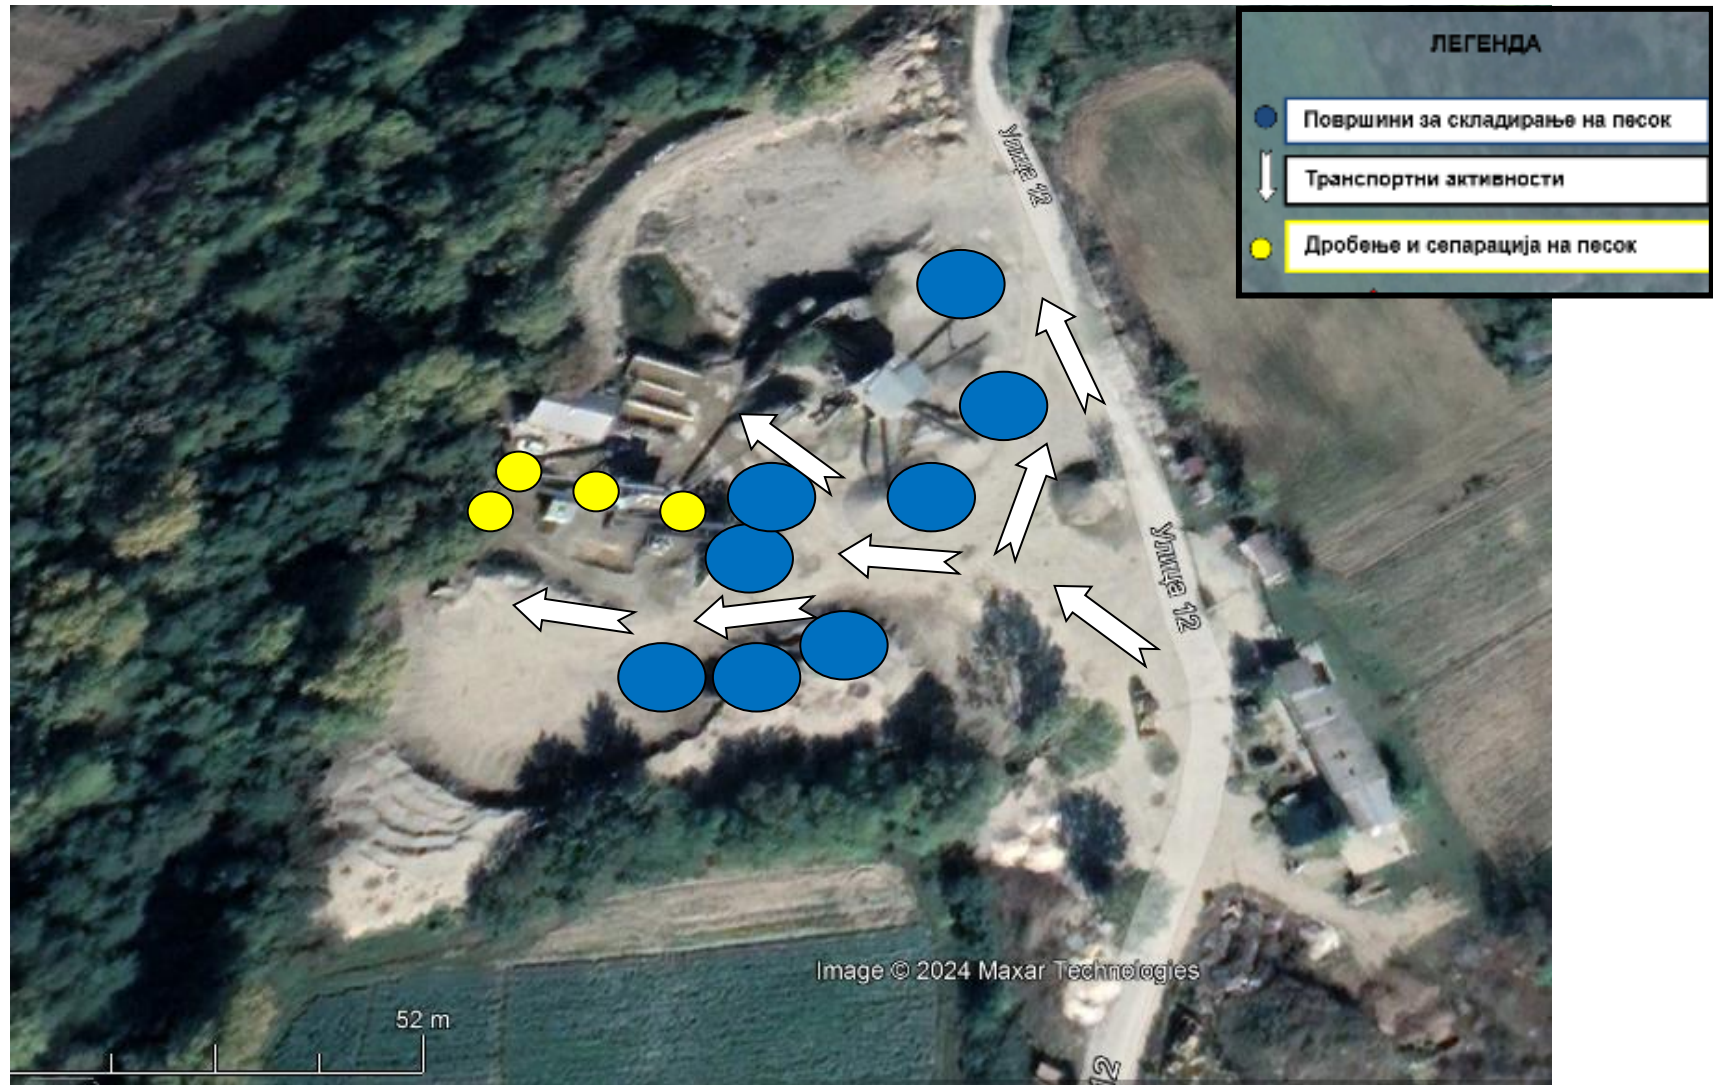 ЛЕГЕНДА
Површини за складирање на песок
Транспортни активности
Дробење и сепарација на песок
Улица 12
Улица 12
Image © 2024 Maxar Technologies
52 m
12